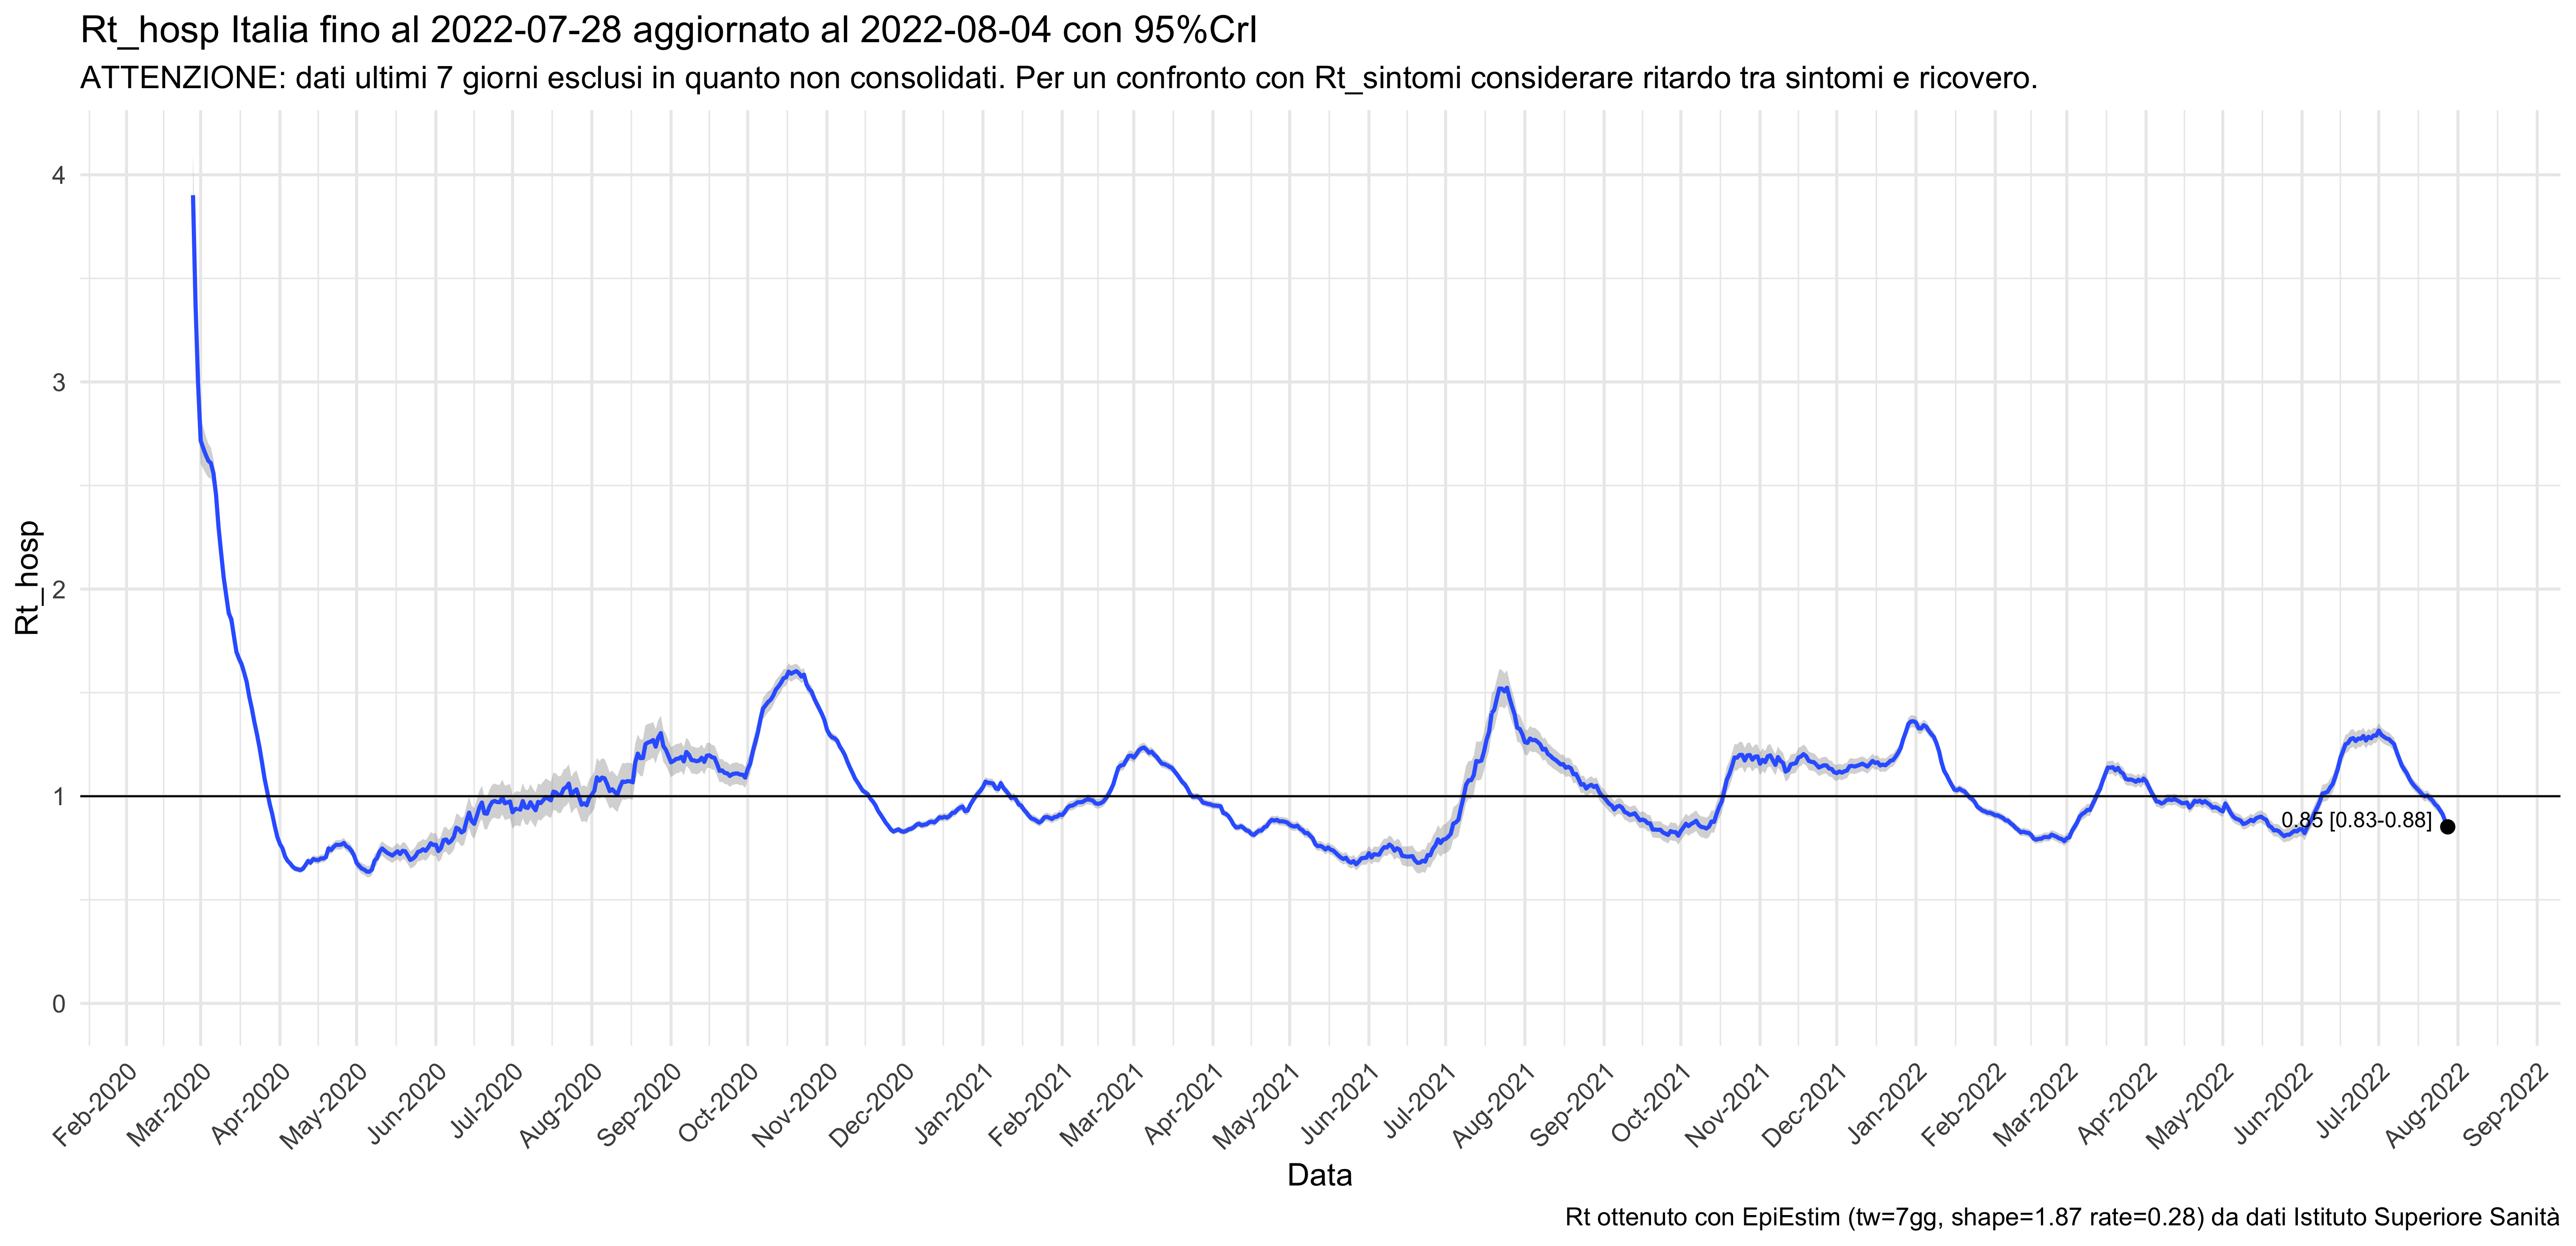 Rt_hosp Italia fino al 2022-07-28 aggiornato al 2022-08-04 con 95%CrI
ATTENZIONE: dati ultimi 7 giorni esclusi in quanto non consolidati. Per un confronto con Rt_sintomi considerare ritardo tra sintomi e ricovero.
4
3
2
1
0
Rt_hosp
0.85 [0.83-0.88]
Feb-2020
Mar-2020
Apr-2020
May-2020
Jun-2020
Jul-2020
Aug-2020
Sep-2020
Oct-2020
Nov-2020
Dec-2020
Jan-2021
Feb-2021
Mar-2021
Apr-2021
May-2021
Jun-2021
Jul-2021
Aug-2021
Sep-2021
Oct-2021
Nov-2021
Dec-2021
Jan-2022
Feb-2022
Mar-2022
Apr-2022
May-2022
Jun-2022
Jul-2022
Aug-2022
Sep-2022
Data
Rt ottenuto con EpiEstim (tw=7gg, shape=1.87 rate=0.28) da dati Istituto Superiore Sanità